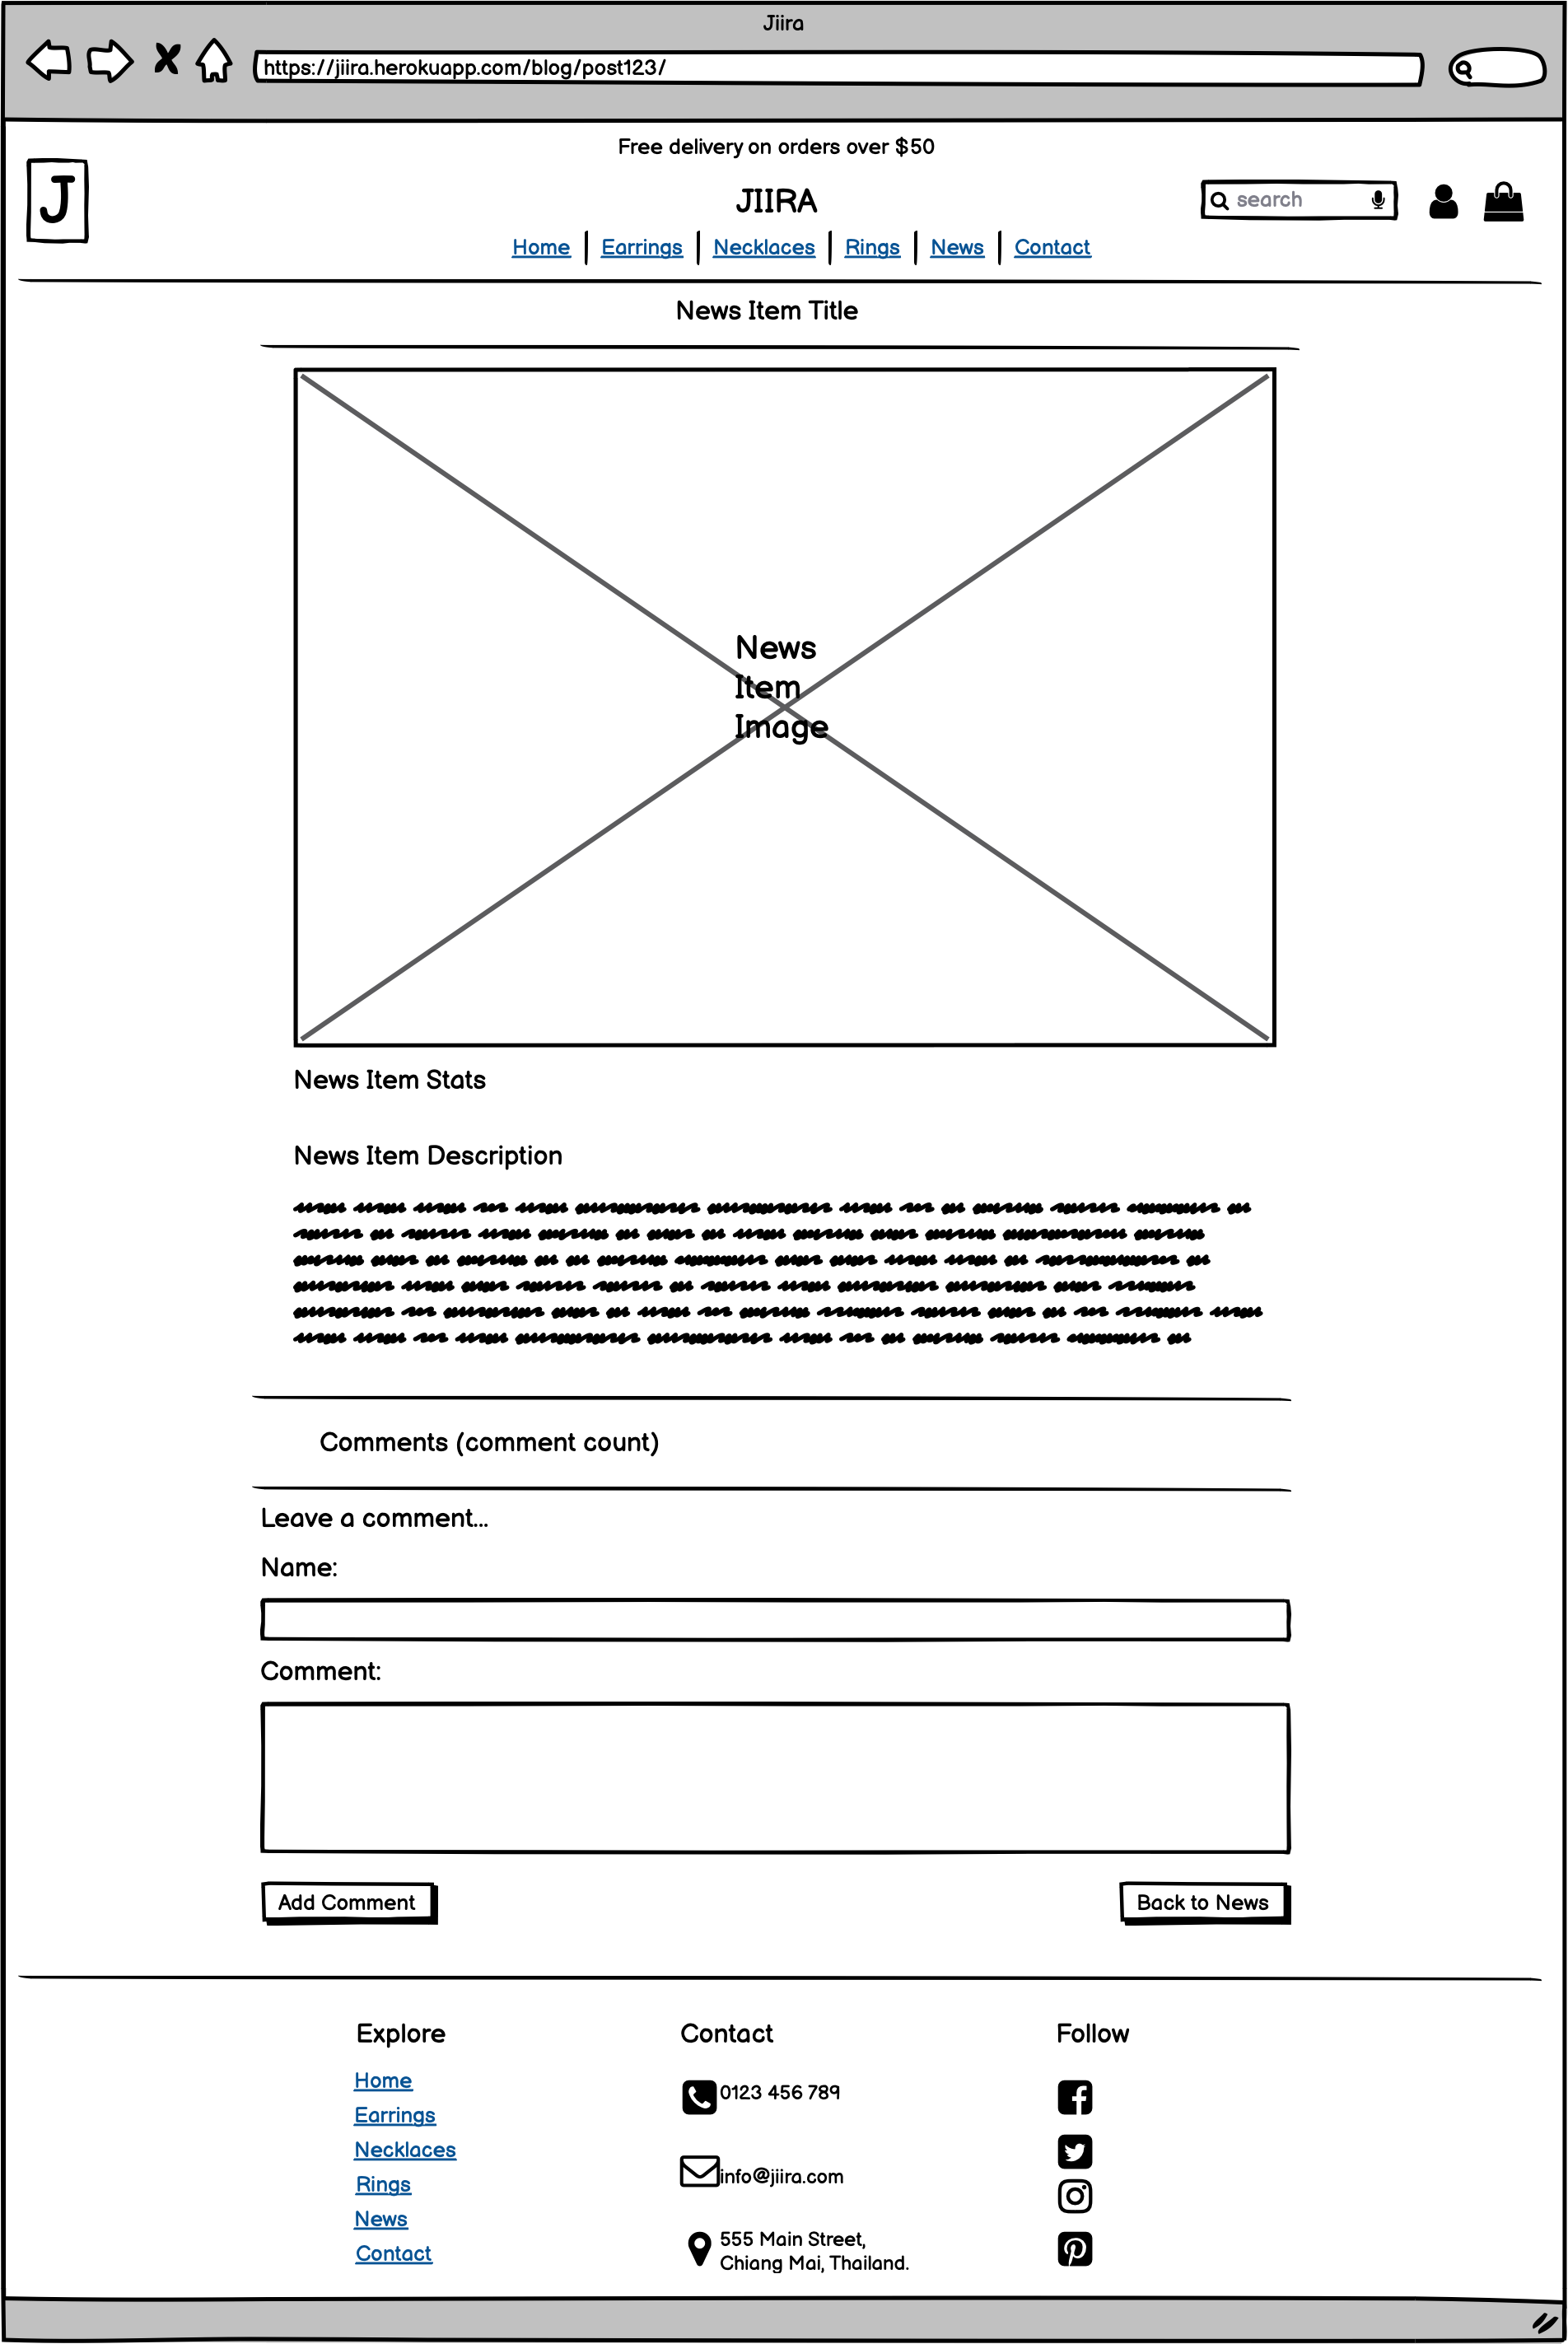 Jiira
https://jiira.herokuapp.com/blog/post123/
Free delivery on orders over $50
J
JIIRA
search
Home Earrings Necklaces Rings News Contact
News Item Title
News
Item
Image
News Item Stats
News Item Description
Comments (comment count)
Leave a comment...
Name:
Comment:
Add Comment
Back to News
Explore
Home
Earrings
Necklaces
Rings
News
Contact
Contact
0123 456 789
info@jiira.com
555 Main Street,
Chiang Mai, Thailand.
Follow